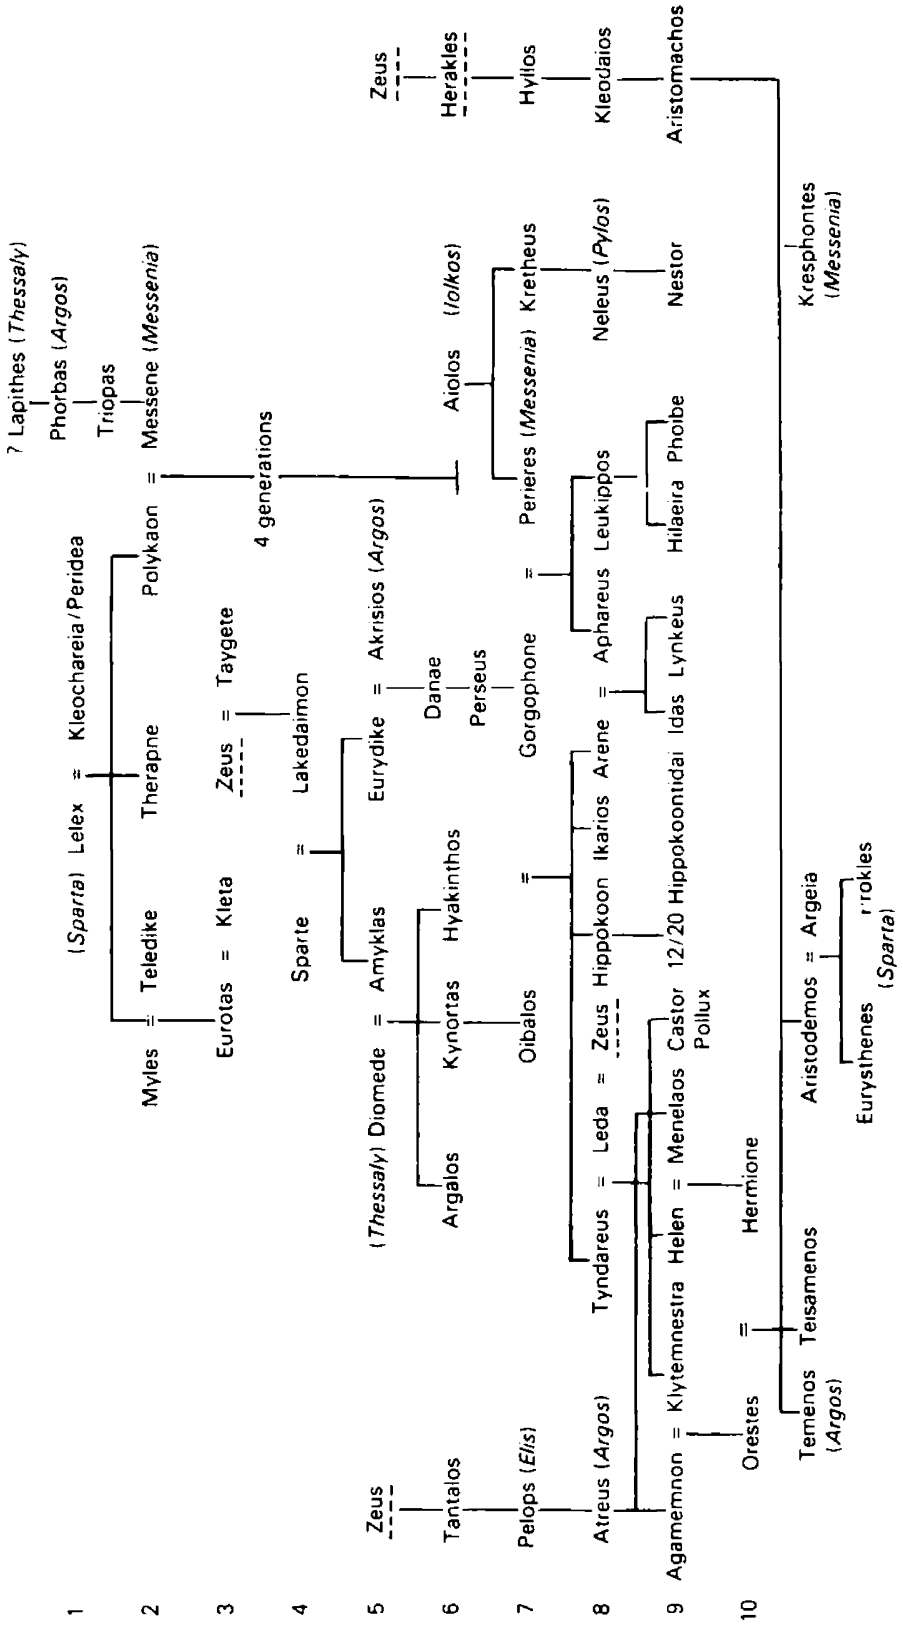 ? Lapithes (Thessaly)
Phorbas (Argos)
Triopas
1 (Sparta) Lelex = Kleochareia/Peridea
2 Myles = Teledike Therapne Polykaon = Messene (Messenia)
3 Eurotas = Kleta Zeus = Taygete
4 generations
4 Sparte = Lakedaimon
5 Zeus (Thessaly) Diomede = Amyklas Eurydike = Akrisios (Argos) Zeus
6 Tantalos Argalos Kynortas Hyakinthos Danae Aiolos (Iolkos) Herakles
Perseus
7 Pelops (Elis) Oibalos = Gorgophone = Perieres (Messenia) Kretheus Hyllos
8 Atreus (Argos) Tyndareus = Leda = Zeus Hippokoon Ikarios Arene = Aphareus Leukippos Neleus (Pylos) Kleodaios
9 Agamemnon = Klytemnestra Helen = Menelaos Castor 12/20 Hippokoontidai Idas Lynkeus Hilaeira Phoibe Nestor Aristomachos
Pollux
10 Orestes = Hermione
Temenos Teisamenos Aristodemos = Argeia Kresphontes
(Argos) (Messenia)
Eurysthenes
(Sparta)